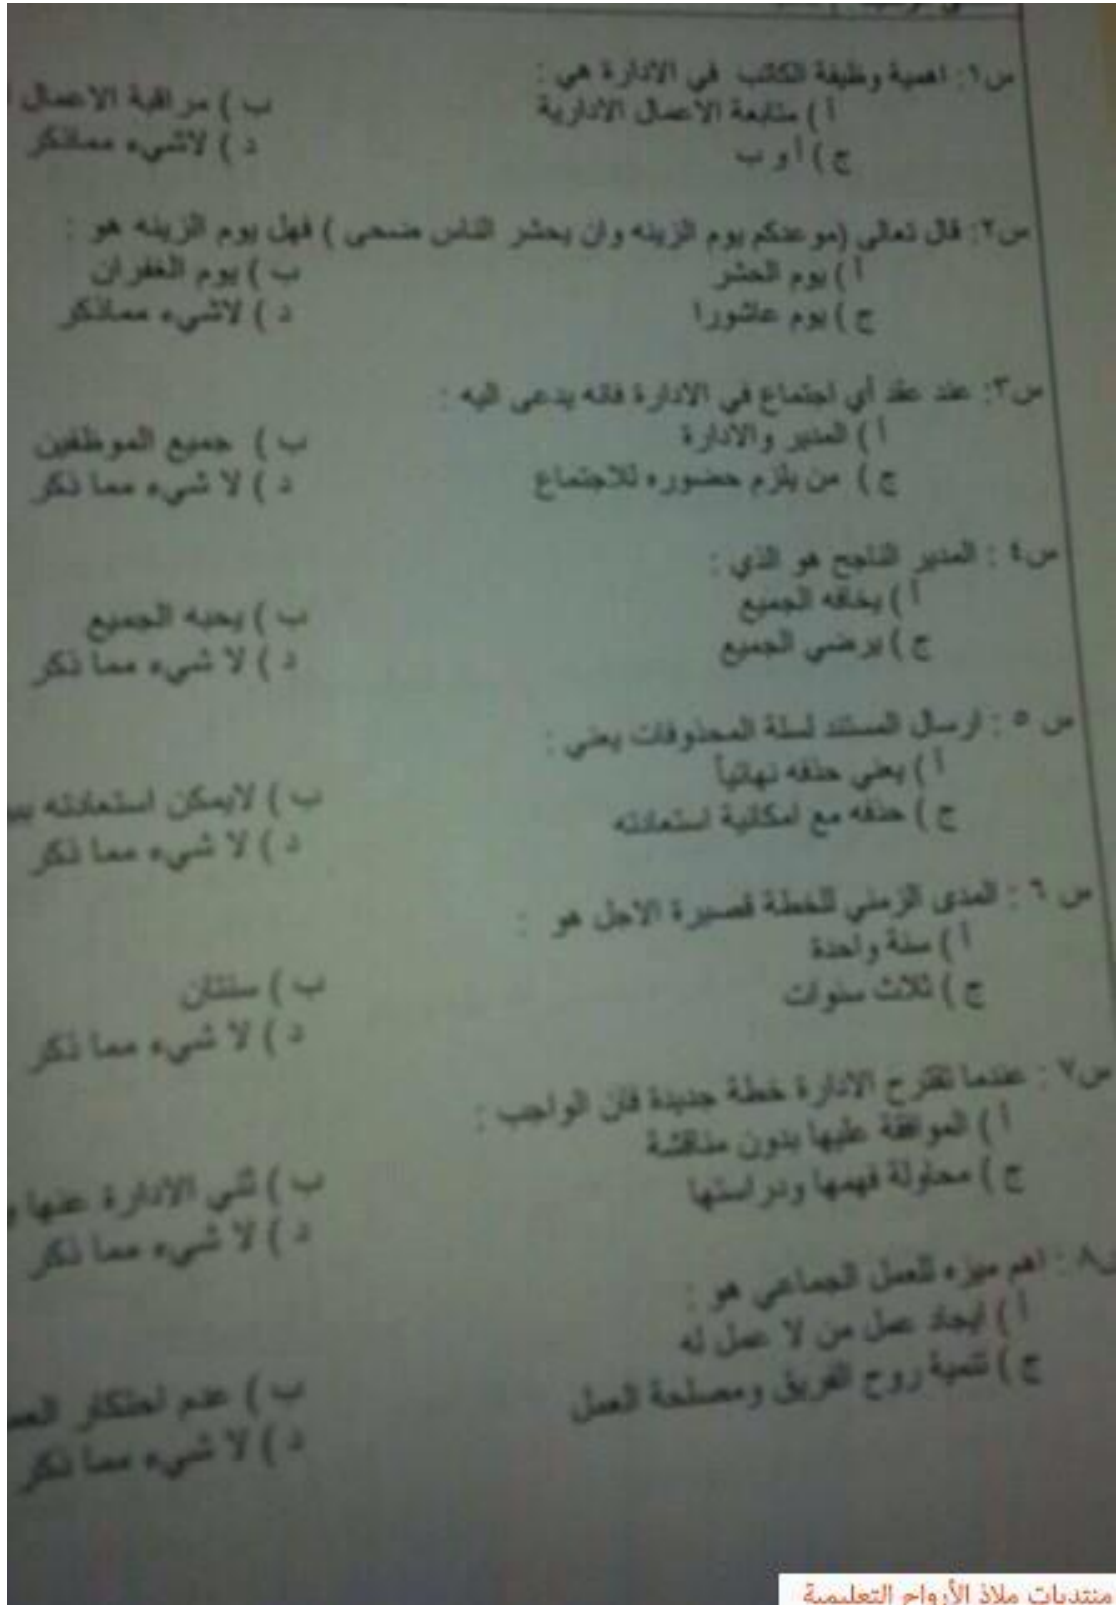 س١: اهمية وظيفة الكاتب في الادارة هي :
أ ) متابعة الاعمال الادارية ب ) مراقبة الاعمال
ج ) أ و ب د ) لاشيء مماذكر
س٢: قال تعالى (موعدكم يوم الزينه وان يحشر الناس ضحى ) فهل يوم الزينه هو :
أ ) يوم الحشر ب ) يوم الغفران
ج ) يوم عاشورا د ) لاشيء مماذكر
س٣: عند عقد أي اجتماع في الادارة فانه يدعى اليه :
أ ) المدير والادارة ب ) جميع الموظفين
ج ) من يلزم حضوره للاجتماع د ) لا شيء مما ذكر
س٤ : المدير الناجح هو الذي :
أ ) يخافه الجميع ب ) يحبه الجميع
ج ) يرضي الجميع د ) لا شيء مما ذكر
س ٥ : ارسال المستند لسلة المحذوفات يعني :
أ ) يعني حذفه نهائياً ب ) لايمكن استعادته
ج ) حذفه مع امكانية استعادته د ) لا شيء مما ذكر
س ٦ : المدى الزمني للخطة قصيرة الاجل هو :
أ ) سنة واحدة ب ) سنتان
ج ) ثلاث سنوات د ) لا شيء مما ذكر
س٧ : عندما تقترح الادارة خطة جديدة فان الواجب :
أ ) الموافقة عليها بدون مناقشة ب ) ثني الادارة عنها
ج ) محاولة فهمها ودراستها د ) لا شيء مما ذكر
س٨ : اهم ميزه للعمل الجماعي هو :
أ ) ايجاد عمل من لا عمل له ب ) عدم احتكار
ج ) تنمية روح الفريق ومصلحة العمل د ) لا شيء مما ذكر
منتديات ملاذ الأرواح التعليمية